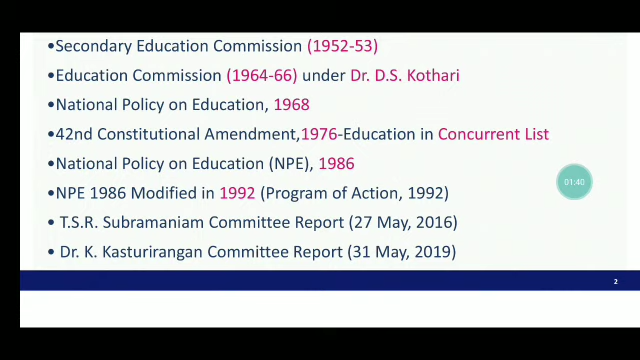 •Secondary Education Commission (1952-53)
•Education Commission (1964-66) under Dr. D.S. Kothari
•National Policy on Education, 1968
•42nd Constitutional Amendment,1976-Education in Concurrent List
•National Policy on Education (NPE), 1986
01:40
•NPE 1986 Modified in 1992 (Program of Action, 1992)
• T.S.R. Subramaniam Committee Report (27 May, 2016)
• Dr. K. Kasturirangan Committee Report (31 May, 2019)
2